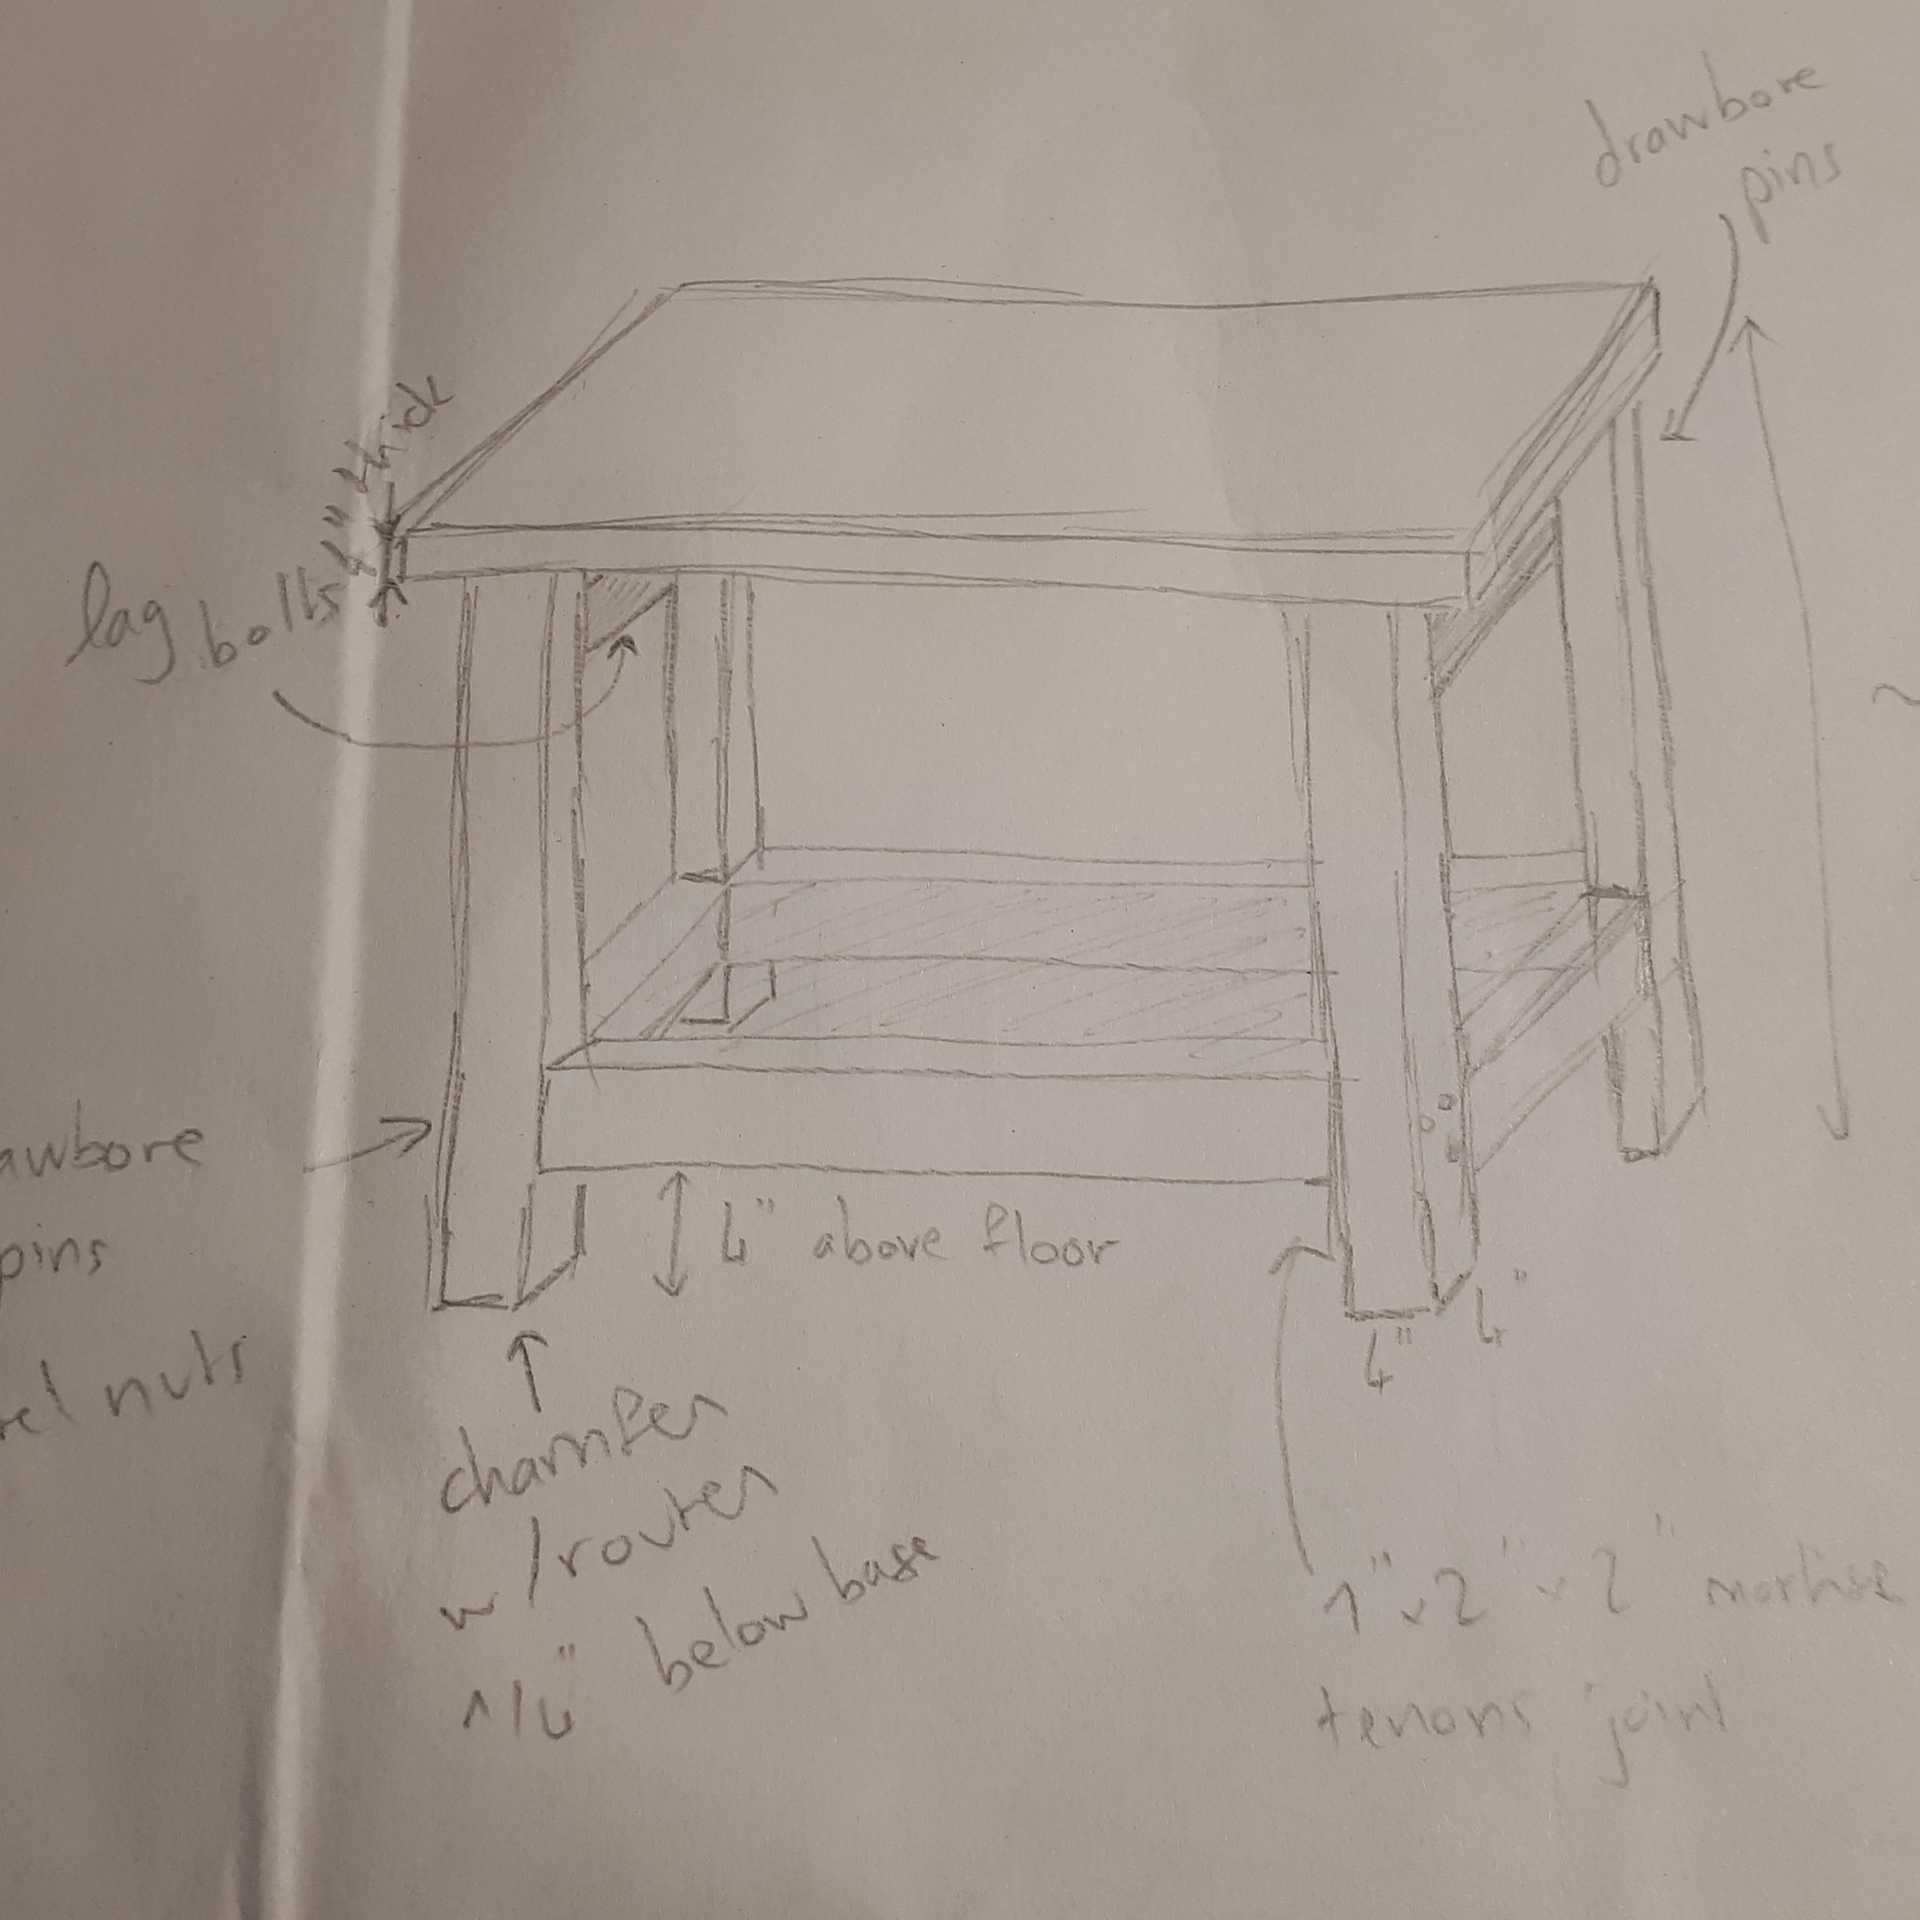 drawbore
pins
4" thick
lag bolts
awbore
pins
el nuts
4" above floor
4"
4"
chamfer
w/router
1/4" below base
1" x 2" x 2" mortise
tenons joint